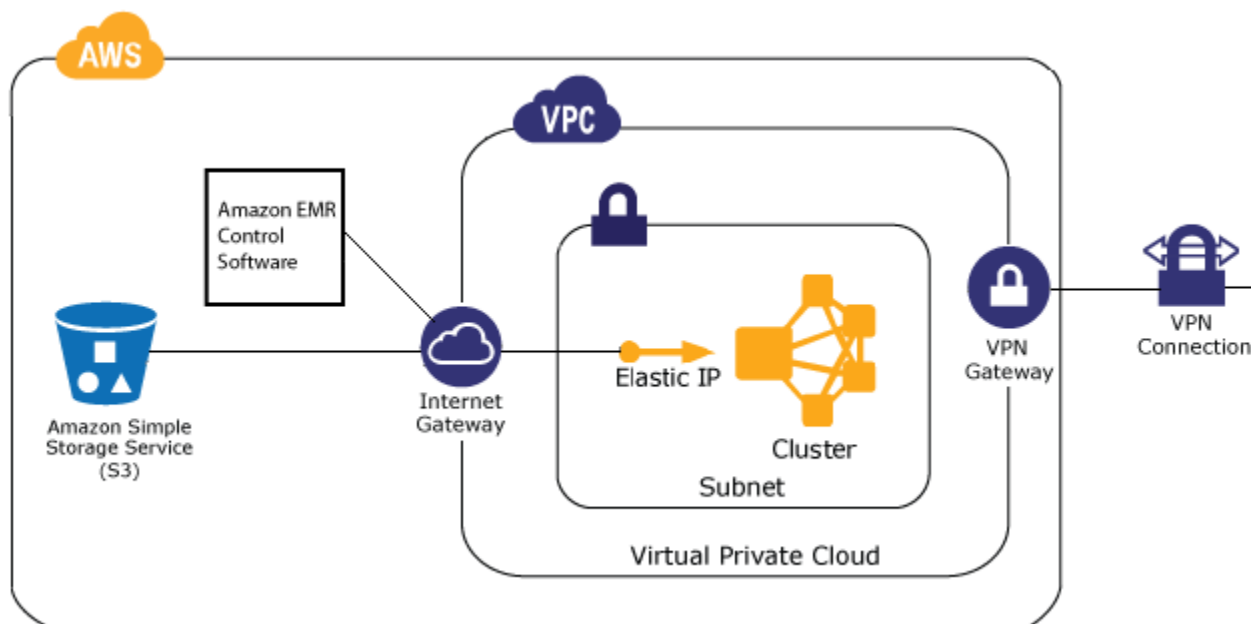 AWS
VPC
Amazon EMR
Control
Software
Elastic IP
Internet
Gateway
Amazon Simple
Storage Service
(S3)
Cluster
Subnet
Virtual Private Cloud
VPN
Gateway
VPN
Connection